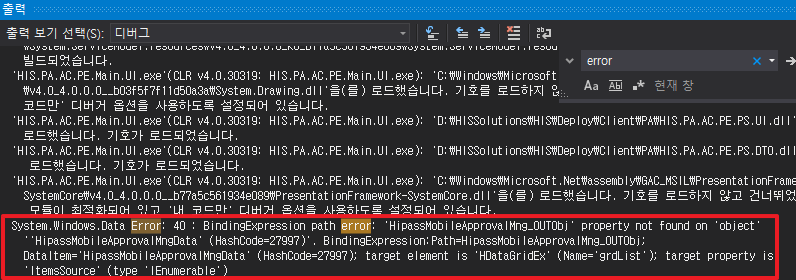 출력
출력 보기 선택(S): 디버그
빌드되었습니다.
'HIS.PA.AC.PE.Main.UI.exe'(CLR v4.0.30319: HIS.PA.AC.PE.Main.UI.exe): 'C:₩Windows₩Microsoft
₩v4.0_4.0.0.0__b03f5f7f11d50a3a₩System.Drawing.dll'을(를) 로드했습니다. 기호를 로드하지 않
코드만' 디버거 옵션을 사용하도록 설정되어 있습니다.
error
Aa Ab .* 현재 창
'HIS.PA.AC.PE.Main.UI.exe'(CLR v4.0.30319: HIS.PA.AC.PE.Main.UI.exe): 'D:₩HISSolutions₩HIS₩Deploy₩Client₩PA₩HIS.PA.AC.PE.PS.UI.dll'
로드했습니다. 기호가 로드되었습니다.
'HIS.PA.AC.PE.Main.UI.exe'(CLR v4.0.30319: HIS.PA.AC.PE.Main.UI.exe): 'D:₩HISSolutions₩HIS₩Deploy₩Client₩PA₩HIS.PA.AC.PE.PS.DTO.dll'
로드했습니다. 기호가 로드되었습니다.
'HIS.PA.AC.PE.Main.UI.exe'(CLR v4.0.30319: HIS.PA.AC.PE.Main.UI.exe): 'C:₩Windows₩Microsoft.Net₩assembly₩GAC_MSIL₩PresentationFrame
SystemCore₩v4.0_4.0.0.0__b77a5c561934e089₩PresentationFramework-SystemCore.dll'을(를) 로드했습니다. 기호를 로드하지 않고 건너뛰었
모듈이 최적화되어 있고 '내 코드만' 디버거 옵션을 사용하도록 설정되어 있습니다.
System.Windows.Data Error: 40 : BindingExpression path error: 'HipassMobileApprovalMng_OUTObj' property not found on 'object'
''HipassMobileApprovalMngData' (HashCode=27997)'. BindingExpression:Path=HipassMobileApprovalMng_OUTObj;
DataItem='HipassMobileApprovalMngData' (HashCode=27997); target element is 'HDataGridEx' (Name='grdList'); target property is
'ItemsSource' (type 'IEnumerable')